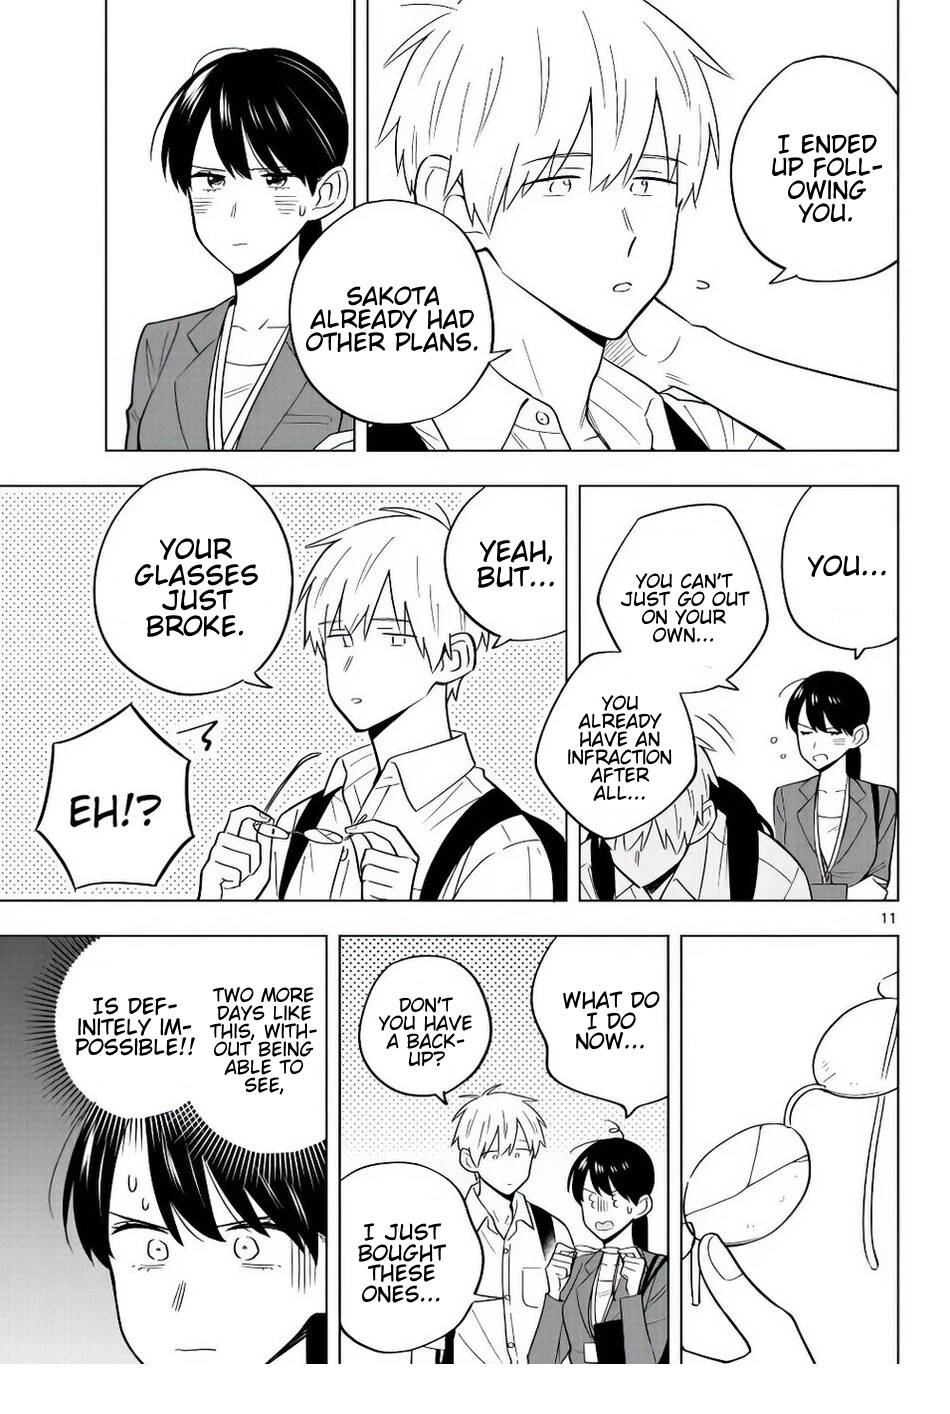 I ENDED
UP FOLL-
OWING
YOU.
SAKOTA
ALREADY HAD
OTHER PLANS.
YOU...
YOU CAN'T
JUST GO OUT
ON YOUR
OWN...
YOU
ALREADY
HAVE AN
INFRACTION
AFTER
ALL...
YEAH,
BUT...
YOUR
GLASSES
JUST
BROKE.
EH!?
11
WHAT DO
I DO
NOW...
DON'T
YOU HAVE
A BACK-
UP?
I JUST
BOUGHT
THESE
ONES...
TWO MORE
DAYS LIKE
THIS, WITH-
OUT BEING
ABLE TO
SEE,
IS DEF-
INITELY IM-
POSSIBLE!!